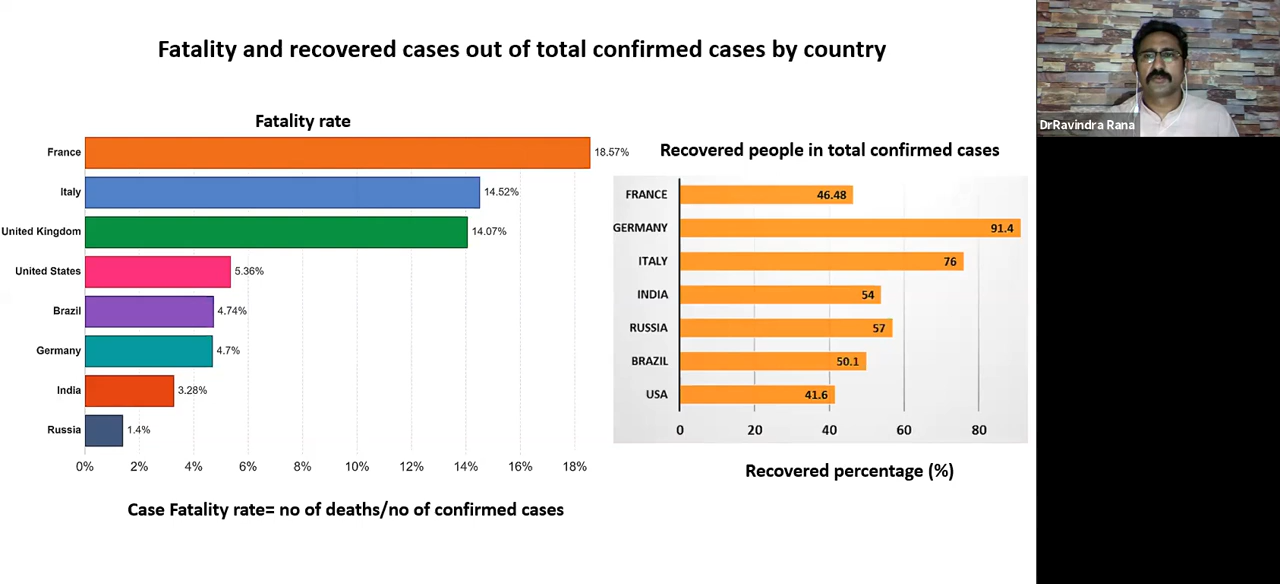 Fatality and recovered cases out of total confirmed cases by country
Fatality rate
France 18.57%
Italy 14.52%
United Kingdom 14.07%
United States 5.36%
Brazil 4.74%
Germany 4.7%
India 3.28%
Russia 1.4%
0% 2% 4% 6% 8% 10% 12% 14% 16% 18%
Case Fatality rate= no of deaths/no of confirmed cases
Recovered people in total confirmed cases
FRANCE 46.48
GERMANY 91.4
ITALY 76
INDIA 54
RUSSIA 57
BRAZIL 50.1
USA 41.6
0 20 40 60 80
Recovered percentage (%)
DrRavindra Rana